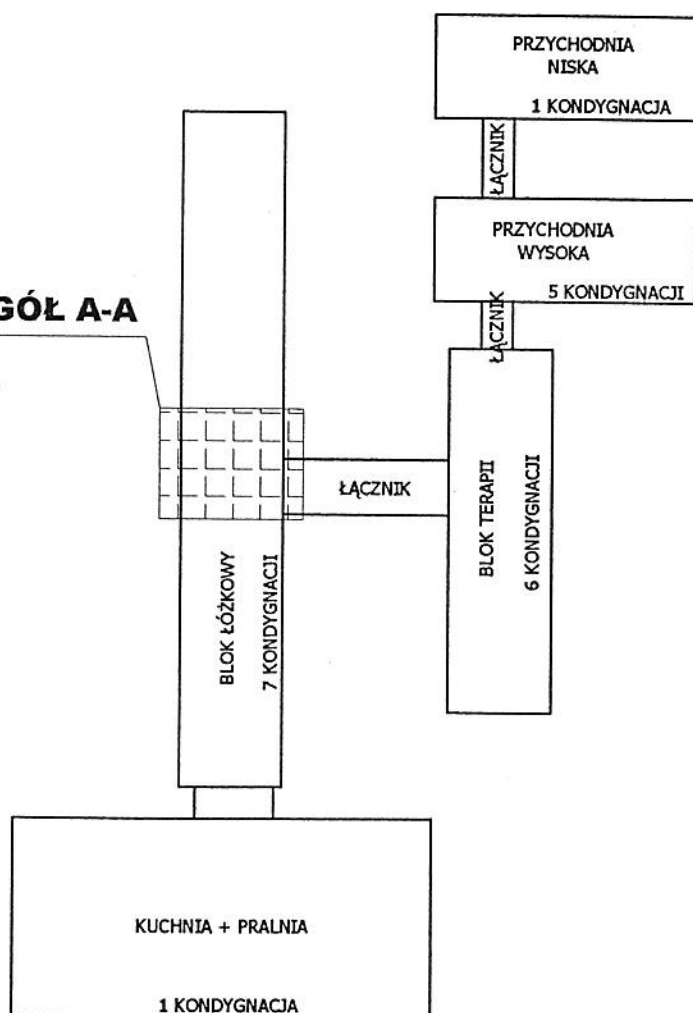 PRZYCHODNIA
NISKA
1 KONDYGNACJA
ŁĄCZNIK
PRZYCHODNIA
WYSOKA
5 KONDYGNACJI
ŁĄCZNIK
GÓŁ A-A
ŁĄCZNIK
BLOK TERAPII
6 KONDYGNACJI
BLOK ŁÓŻKOWY
7 KONDYGNACJI
KUCHNIA + PRALNIA
1 KONDYGNACJA